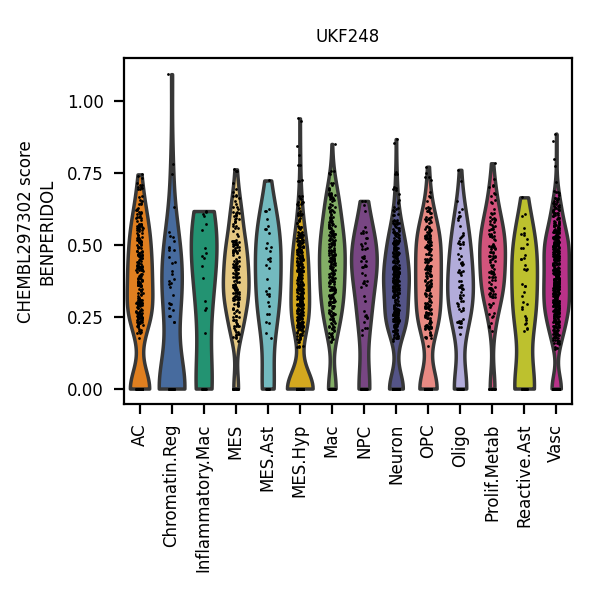 UKF248
CHEMBL297302 score
BENPERIDOL
1.00
0.75
0.50
0.25
0.00
AC
Chromatin.Reg
Inflammatory.Mac
MES
MES.Ast
MES.Hyp
Mac
NPC
Neuron
OPC
Oligo
Prolif.Metab
Reactive.Ast
Vasc